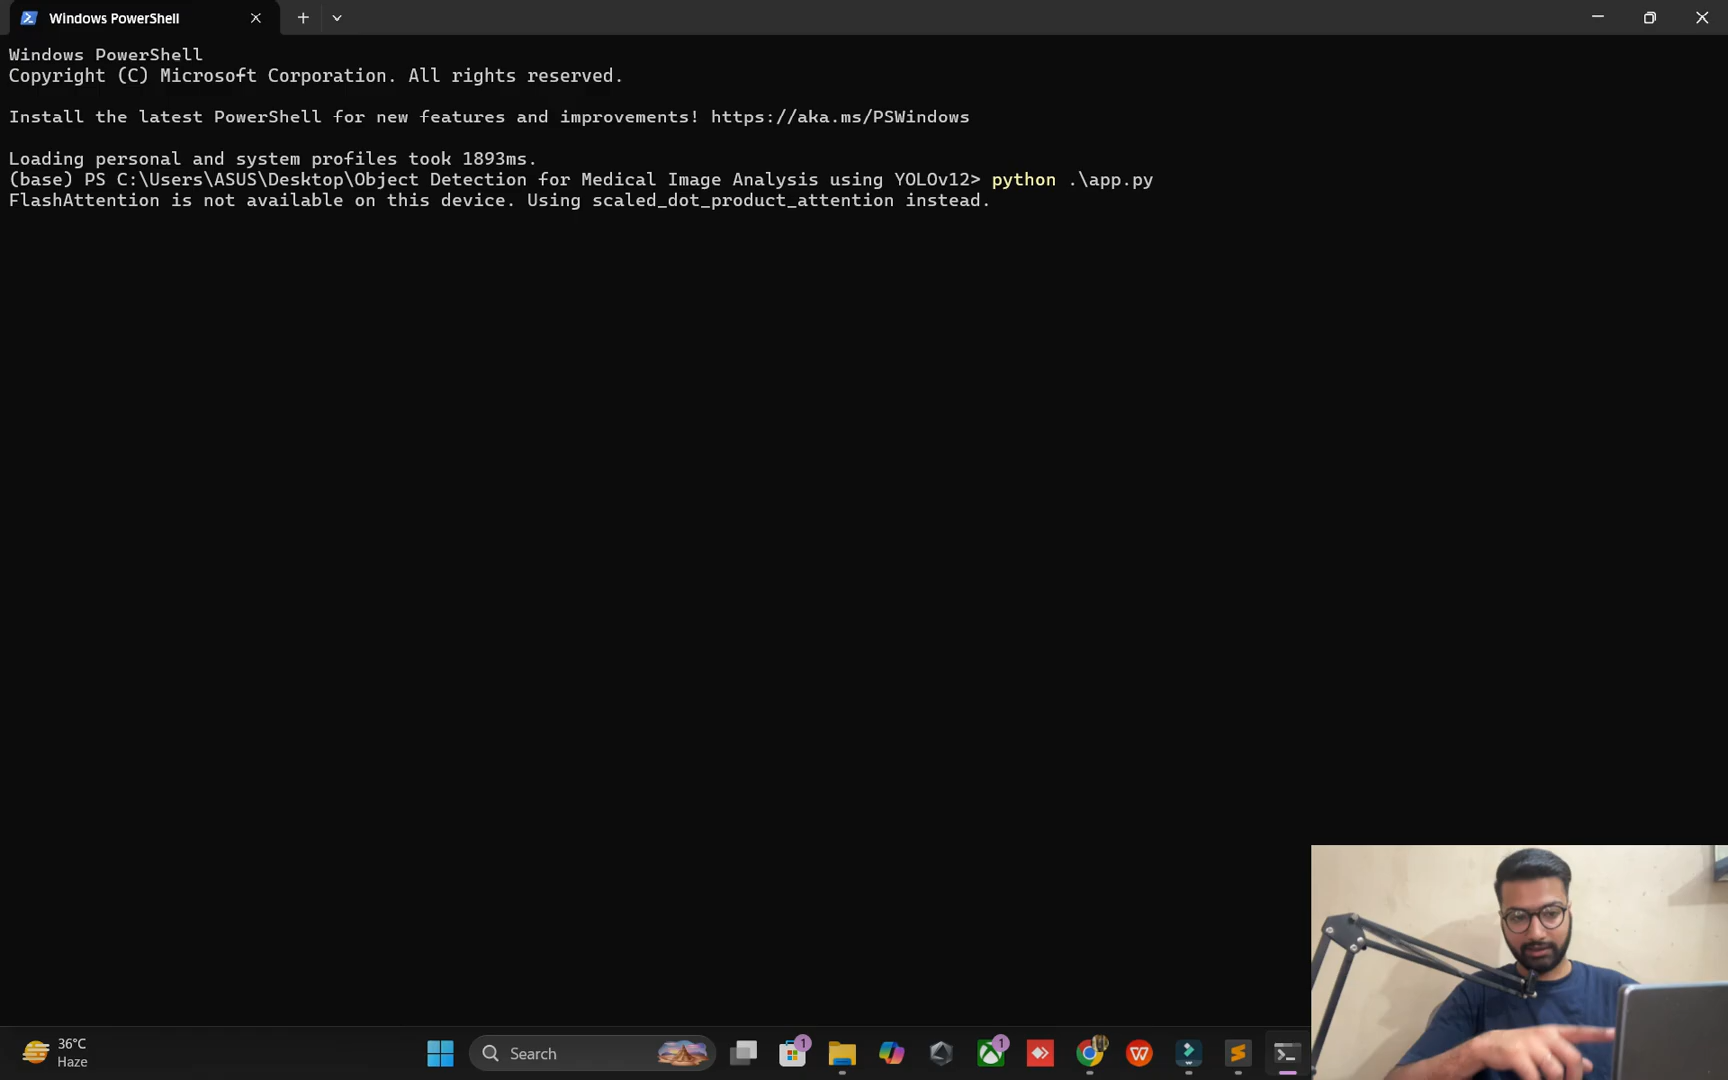 Windows PowerShell
Windows PowerShell
Copyright (C) Microsoft Corporation. All rights reserved.
Install the latest PowerShell for new features and improvements! https://aka.ms/PSWindows
Loading personal and system profiles took 1893ms.
(base) PS C:\Users\ASUS\Desktop\Object Detection for Medical Image Analysis using YOLOv12> python .\app.py
FlashAttention is not available on this device. Using scaled_dot_product_attention instead.
36°C
Haze
Search
1
1